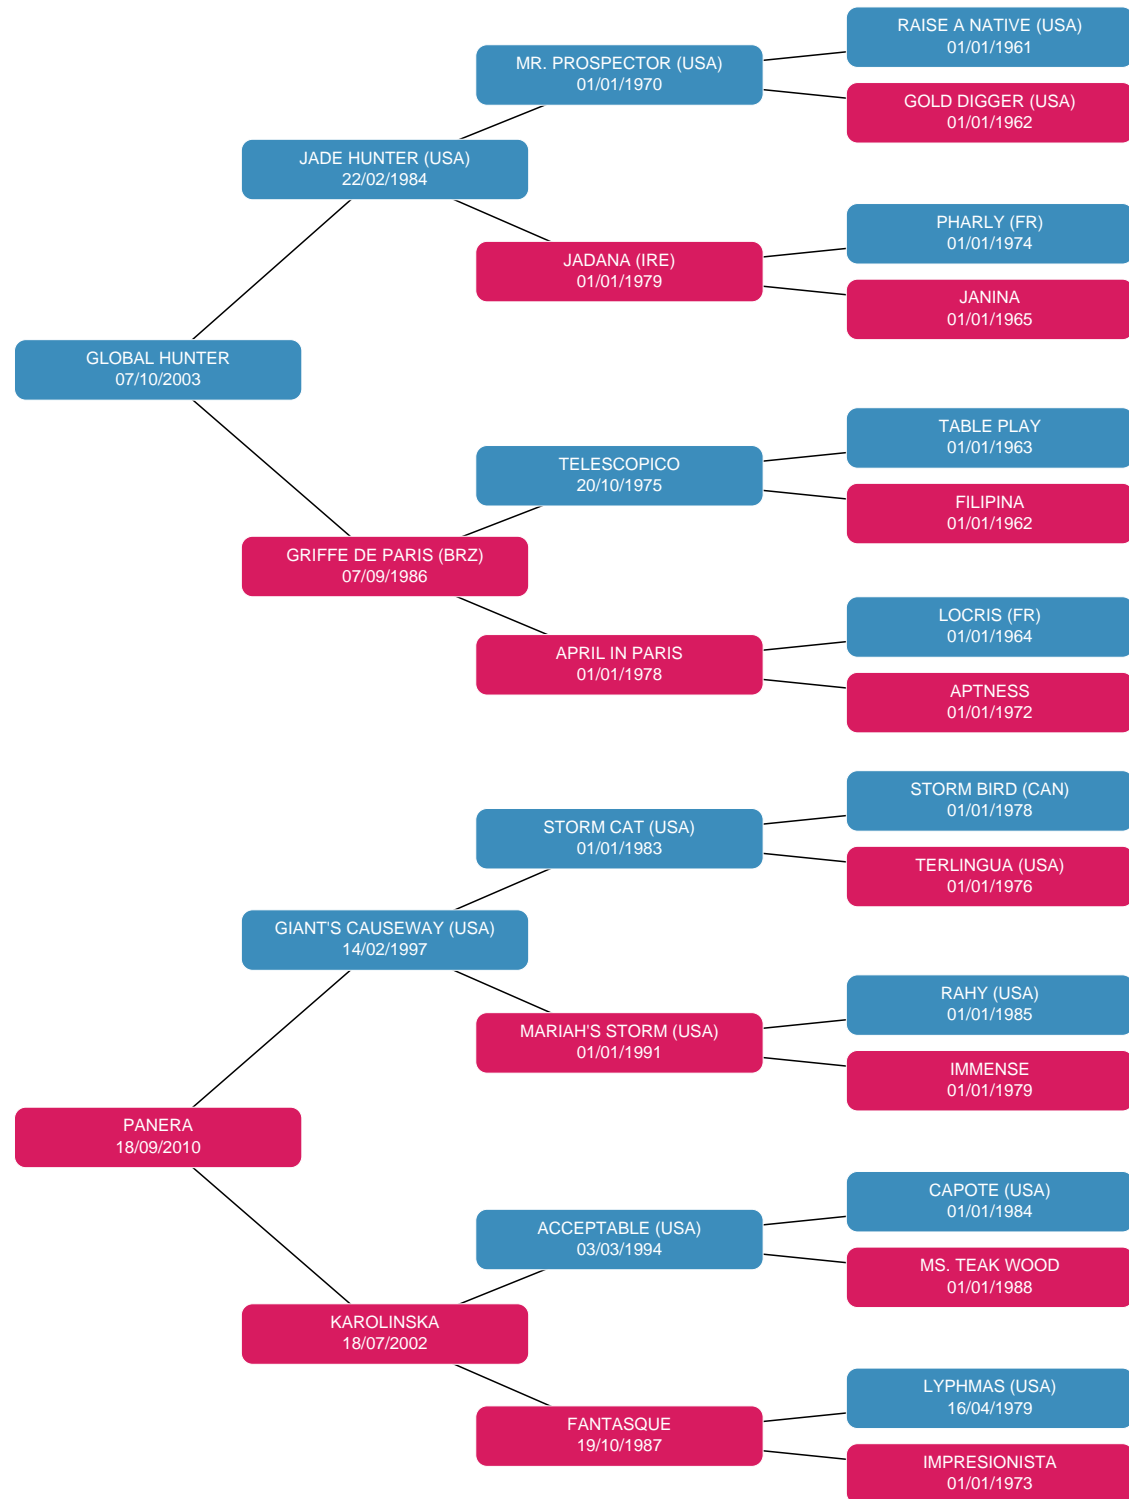 RAISE A NATIVE (USA)
01/01/1961
MR. PROSPECTOR (USA)
01/01/1970
GOLD DIGGER (USA)
01/01/1962
JADE HUNTER (USA)
22/02/1984
PHARLY (FR)
01/01/1974
JADANA (IRE)
01/01/1979
JANINA
01/01/1965
GLOBAL HUNTER
07/10/2003
TABLE PLAY
01/01/1963
TELESCOPICO
20/10/1975
FILIPINA
01/01/1962
GRIFFE DE PARIS (BRZ)
07/09/1986
LOCRIS (FR)
01/01/1964
APRIL IN PARIS
01/01/1978
APTNESS
01/01/1972
STORM BIRD (CAN)
01/01/1978
STORM CAT (USA)
01/01/1983
TERLINGUA (USA)
01/01/1976
GIANT'S CAUSEWAY (USA)
14/02/1997
RAHY (USA)
01/01/1985
MARIAH'S STORM (USA)
01/01/1991
IMMENSE
01/01/1979
PANERA
18/09/2010
CAPOTE (USA)
01/01/1984
ACCEPTABLE (USA)
03/03/1994
MS. TEAK WOOD
01/01/1988
KAROLINSKA
18/07/2002
LYPHMAS (USA)
16/04/1979
FANTASQUE
19/10/1987
IMPRESIONISTA
01/01/1973